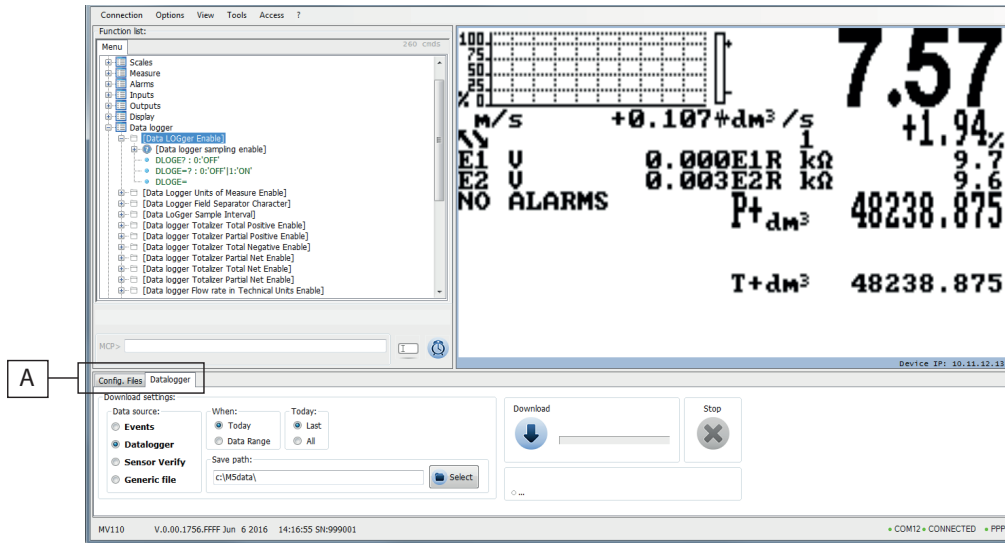 Connection Options View Tools Access ?
Function list:
Menu
260 cmds
Scales
Measure
Alarms
Inputs
Outputs
Display
Data logger
[Data LOGger Enable]
[Data logger sampling enable]
DLOGE? : 0:'OFF'
DLOGE=? : 0:'OFF'|1:'ON'
DLOGE=
[Data Logger Units of Measure Enable]
[Data Logger Field Separator Character]
[Data LoGger Sample Interval]
[Data logger Totalizer Total Positive Enable]
[Data logger Totalizer Partial Positive Enable]
[Data logger Totalizer Total Negative Enable]
[Data logger Totalizer Partial Net Enable]
[Data logger Totalizer Total Net Enable]
[Data logger Totalizer Partial Net Enable]
[Data logger Flow rate in Technical Units Enable]
MCP>
100
75
50
25
% 0
7.57
m/s +0.107 dm³/s +1.94%
1
E1 V 0.000E1R kΩ 9.7
E2 V 0.003E2R kΩ 9.6
NO ALARMS P+dm³ 48238.875
T+dm³ 48238.875
Device IP: 10.11.12.13
A
Config. Files Datalogger
Download settings:
Data source:
Events
Datalogger
Sensor Verify
Generic file
When:
Today
Data Range
Today:
Last
All
Save path:
c:\M5data\
Select
Download
Stop
...
MV110 V.0.00.1756.FFFF Jun 6 2016 14:16:55 SN:999001
COM12 CONNECTED PPP